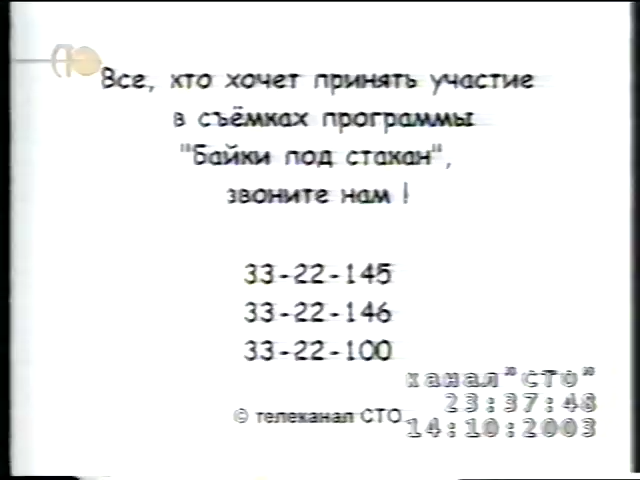 Все, кто хочет принять участие
в съёмках программы
"Байки под стакан",
звоните нам !
33-22-145
33-22-146
33-22-100
канал"СТО"
23:37:48
© телеканал СТО
14:10:2003